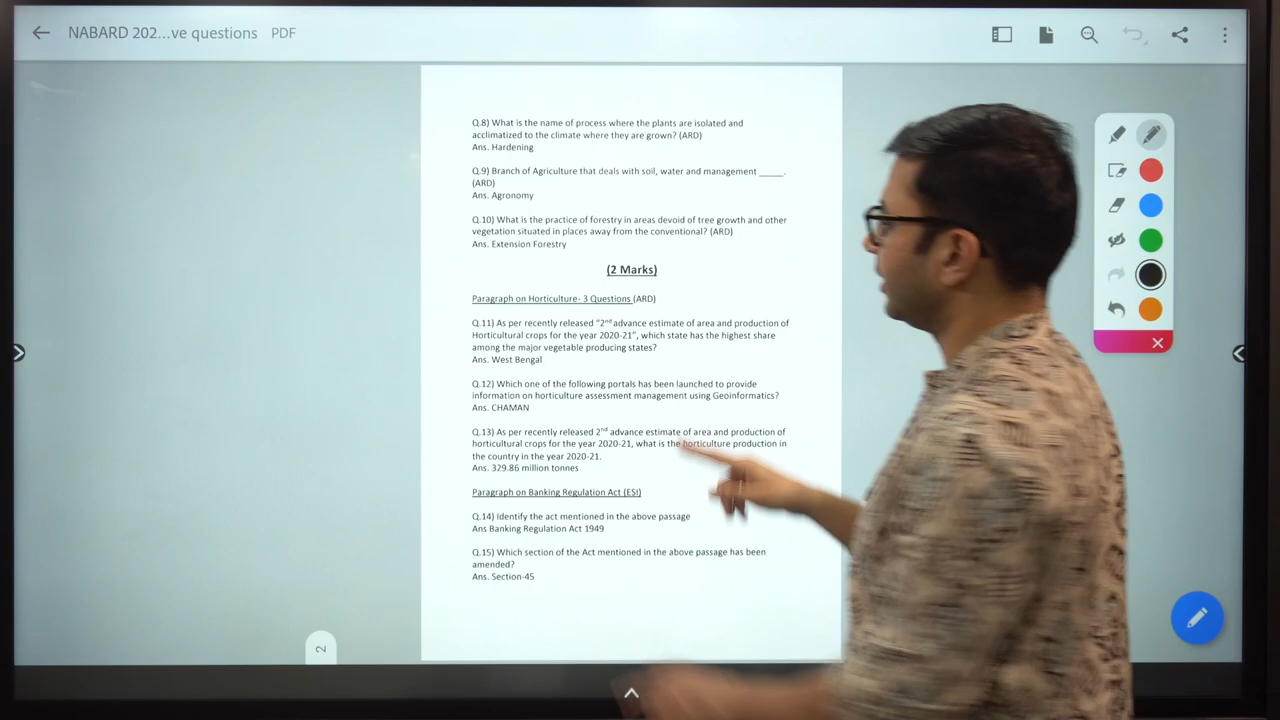 NABARD 202...ve questions PDF
Q.8) What is the name of process where the plants are isolated and
acclimatized to the climate where they are grown? (ARD)
Ans. Hardening
Q.9) Branch of Agriculture that deals with soil, water and management _____.
(ARD)
Ans. Agronomy
Q.10) What is the practice of forestry in areas devoid of tree growth and other
vegetation situated in places away from the conventional? (ARD)
Ans. Extension Forestry
(2 Marks)
Paragraph on Horticulture- 3 Questions (ARD)
Q.11) As per recently released "2nd advance estimate of area and production of
Horticultural crops for the year 2020-21", which state has the highest share
among the major vegetable producing states?
Ans. West Bengal
Q.12) Which one of the following portals has been launched to provide
information on horticulture assessment management using Geoinformatics?
Ans. CHAMAN
Q.13) As per recently released 2nd advance estimate of area and production of
horticultural crops for the year 2020-21, what is the horticulture production in
the country in the year 2020-21.
Ans. 329.86 million tonnes
Paragraph on Banking Regulation Act (ESI)
Q.14) Identify the act mentioned in the above passage
Ans Banking Regulation Act 1949
Q.15) Which section of the Act mentioned in the above passage has been
amended?
Ans. Section-45
2